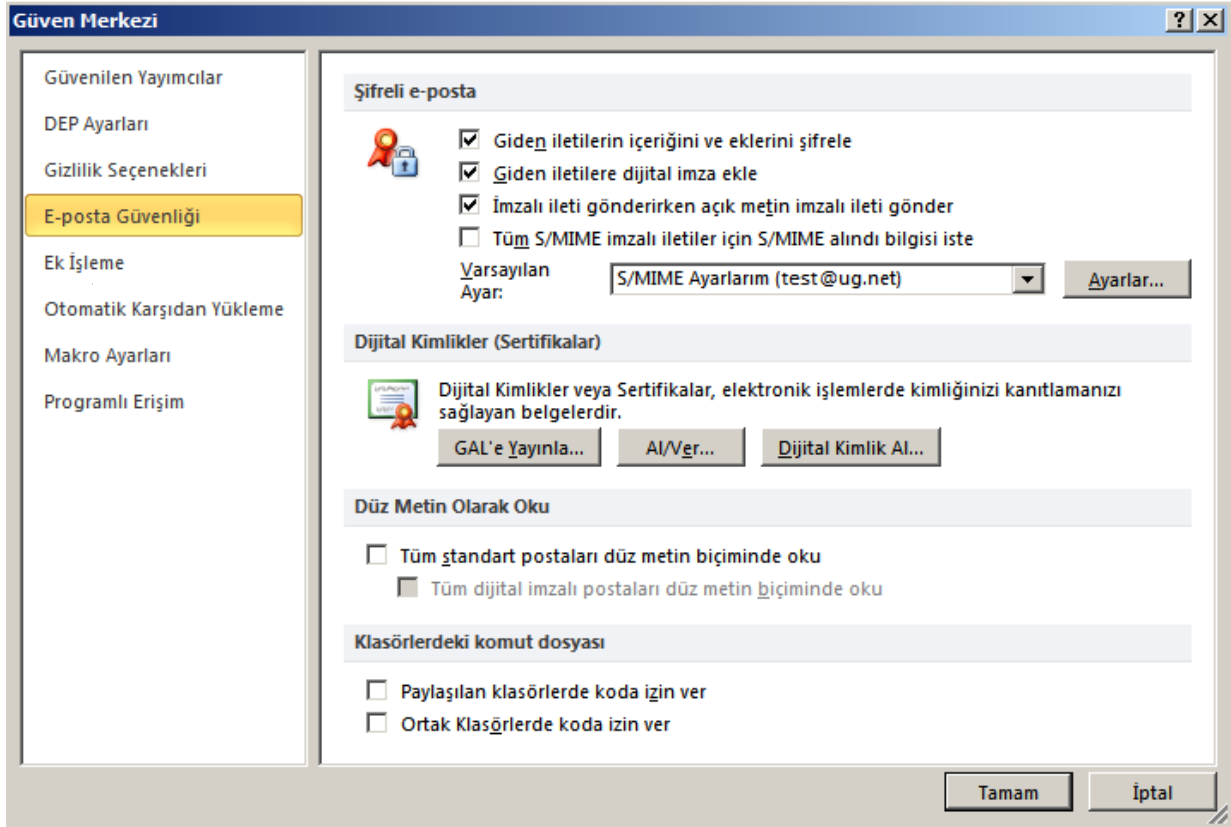 Güven Merkezi
Güvenilen Yayımcılar
DEP Ayarları
Gizlilik Seçenekleri
E-posta Güvenliği
Ek İşleme
Otomatik Karşıdan Yükleme
Makro Ayarları
Programlı Erişim
Şifreli e-posta
Giden iletilerin içeriğini ve eklerini şifrele
Giden iletilere dijital imza ekle
İmzalı ileti gönderirken açık metin imzalı ileti gönder
Tüm S/MIME imzalı iletiler için S/MIME alındı bilgisi iste
Varsayılan
Ayar:
S/MIME Ayarlarım (test@ug.net)
Ayarlar...
Dijital Kimlikler (Sertifikalar)
Dijital Kimlikler veya Sertifikalar, elektronik işlemlerde kimliğinizi kanıtlamanızı
sağlayan belgelerdir.
GAL'e Yayınla... Al/Ver... Dijital Kimlik Al...
Düz Metin Olarak Oku
Tüm standart postaları düz metin biçiminde oku
Tüm dijital imzalı postaları düz metin biçiminde oku
Klasörlerdeki komut dosyası
Paylaşılan klasörlerde koda izin ver
Ortak Klasörlerde koda izin ver
Tamam İptal